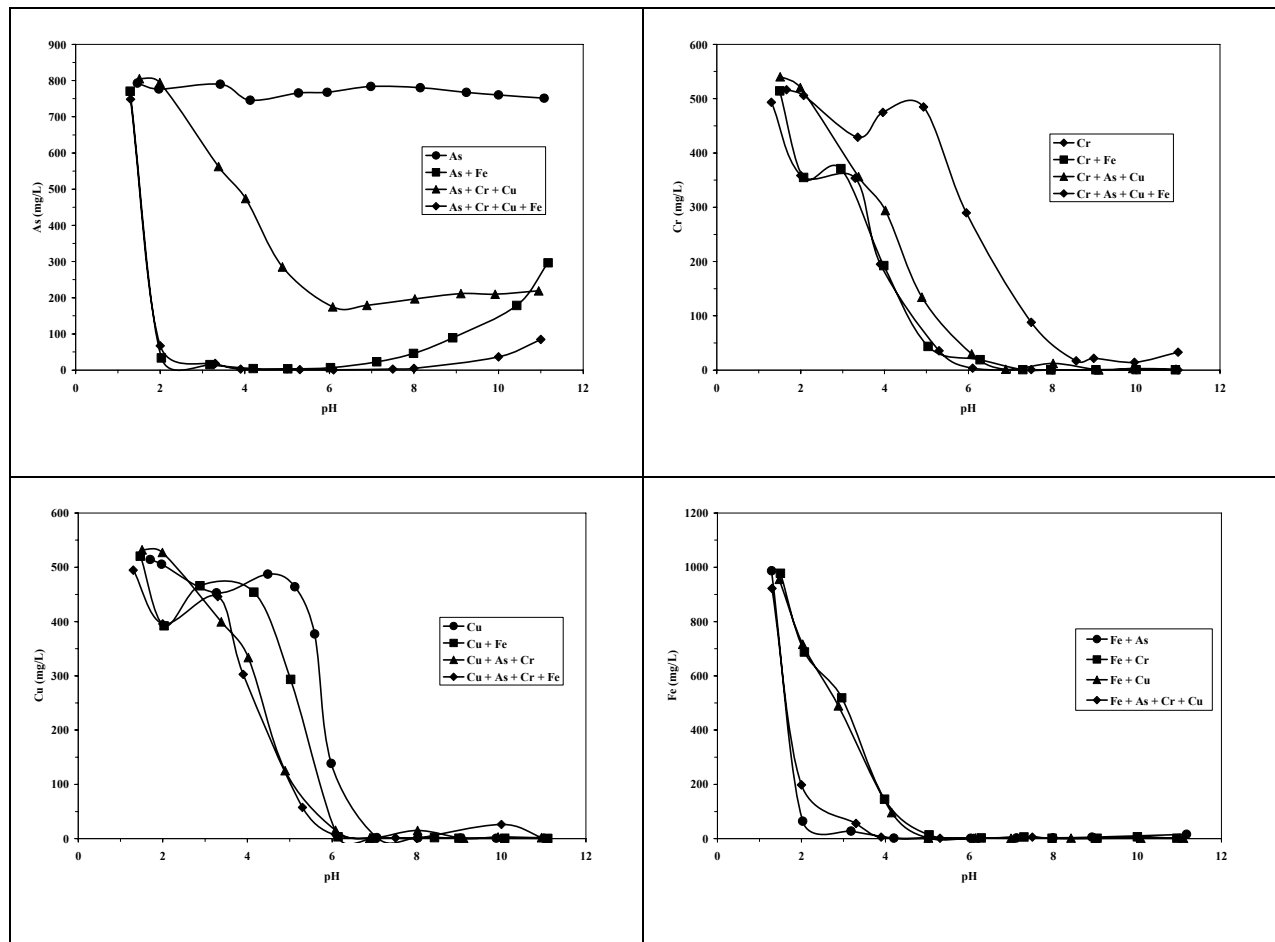 900
800
700
600
500
400
300
200
100
0
0
2
4
6
8
10
12
As (mg/L)
pH
As
As + Fe
As + Cr + Cu
As + Cr + Cu + Fe
600
500
400
300
200
100
0
0
2
4
6
8
10
12
Cr (mg/L)
pH
Cr
Cr + Fe
Cr + As + Cu
Cr + As + Cu + Fe
600
500
400
300
200
100
0
0
2
4
6
8
10
12
Cu (mg/L)
pH
Cu
Cu + Fe
Cu + As + Cr
Cu + As + Cr + Fe
1200
1000
800
600
400
200
0
0
2
4
6
8
10
12
Fe (mg/L)
pH
Fe + As
Fe + Cr
Fe + Cu
Fe + As + Cr + Cu